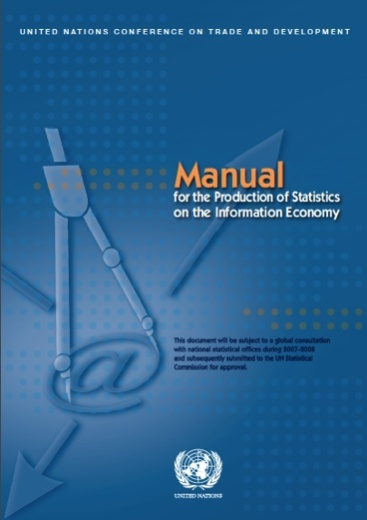 UNITED NATIONS CONFERENCE ON TRADE AND DEVELOPMENT
Manual
for the Production of Statistics
on the Information Economy
This document will be subject to a global consultation
with national statistical offices during 2007-2008
and subsequently submitted to the UN Statistical
Commission for approval.
@
UNITED NATIONS